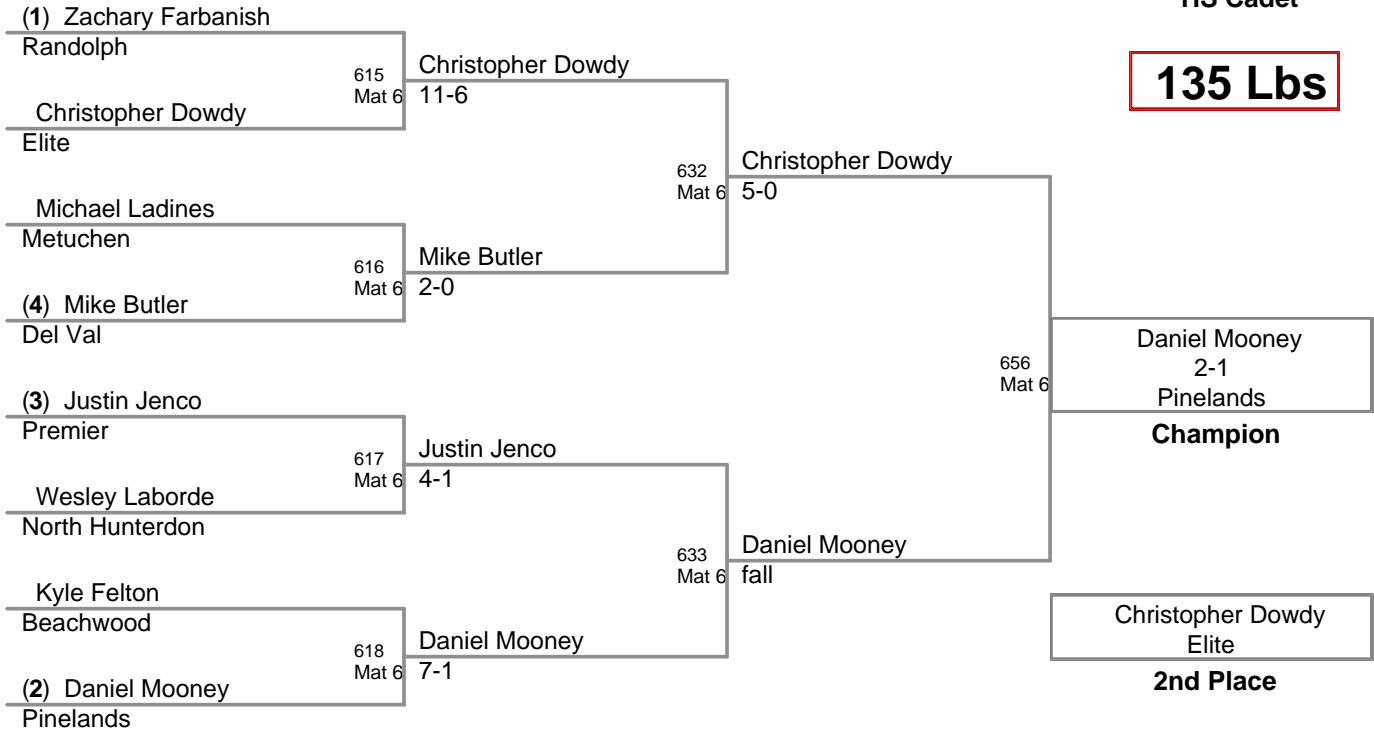 HS Cadet
135 Lbs
(1) Zachary Farbanish
Randolph
615
Mat 6
Christopher Dowdy
11-6
Christopher Dowdy
Elite
632
Mat 6
Christopher Dowdy
5-0
Michael Ladines
Metuchen
616
Mat 6
Mike Butler
2-0
(4) Mike Butler
Del Val
656
Mat 6
Daniel Mooney
2-1
Pinelands
Champion
(3) Justin Jenco
Premier
617
Mat 6
Justin Jenco
4-1
Wesley Laborde
North Hunterdon
633
Mat 6
Daniel Mooney
fall
Kyle Felton
Beachwood
618
Mat 6
Daniel Mooney
7-1
(2) Daniel Mooney
Pinelands
Christopher Dowdy
Elite
2nd Place